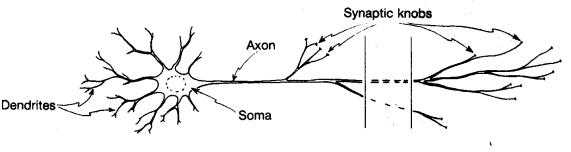 Synaptic knobs
Axon
Dendrites
Soma